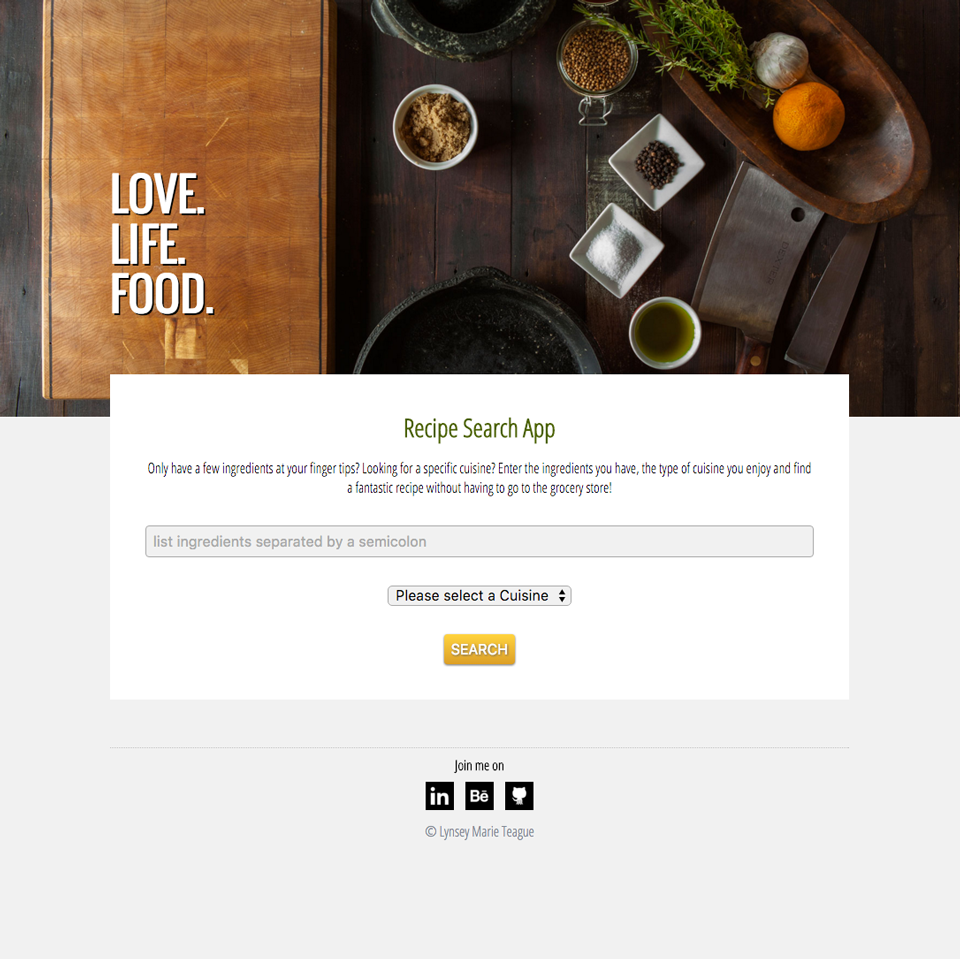 LOVE.
LIFE.
FOOD.
Recipe Search App
Only have a few ingredients at your finger tips? Looking for a specific cuisine? Enter the ingredients you have, the type of cuisine you enjoy and find
a fantastic recipe without having to go to the grocery store!
list ingredients separated by a semicolon
Please select a Cuisine
SEARCH
Join me on
in Bē
© Lynsey Marie Teague